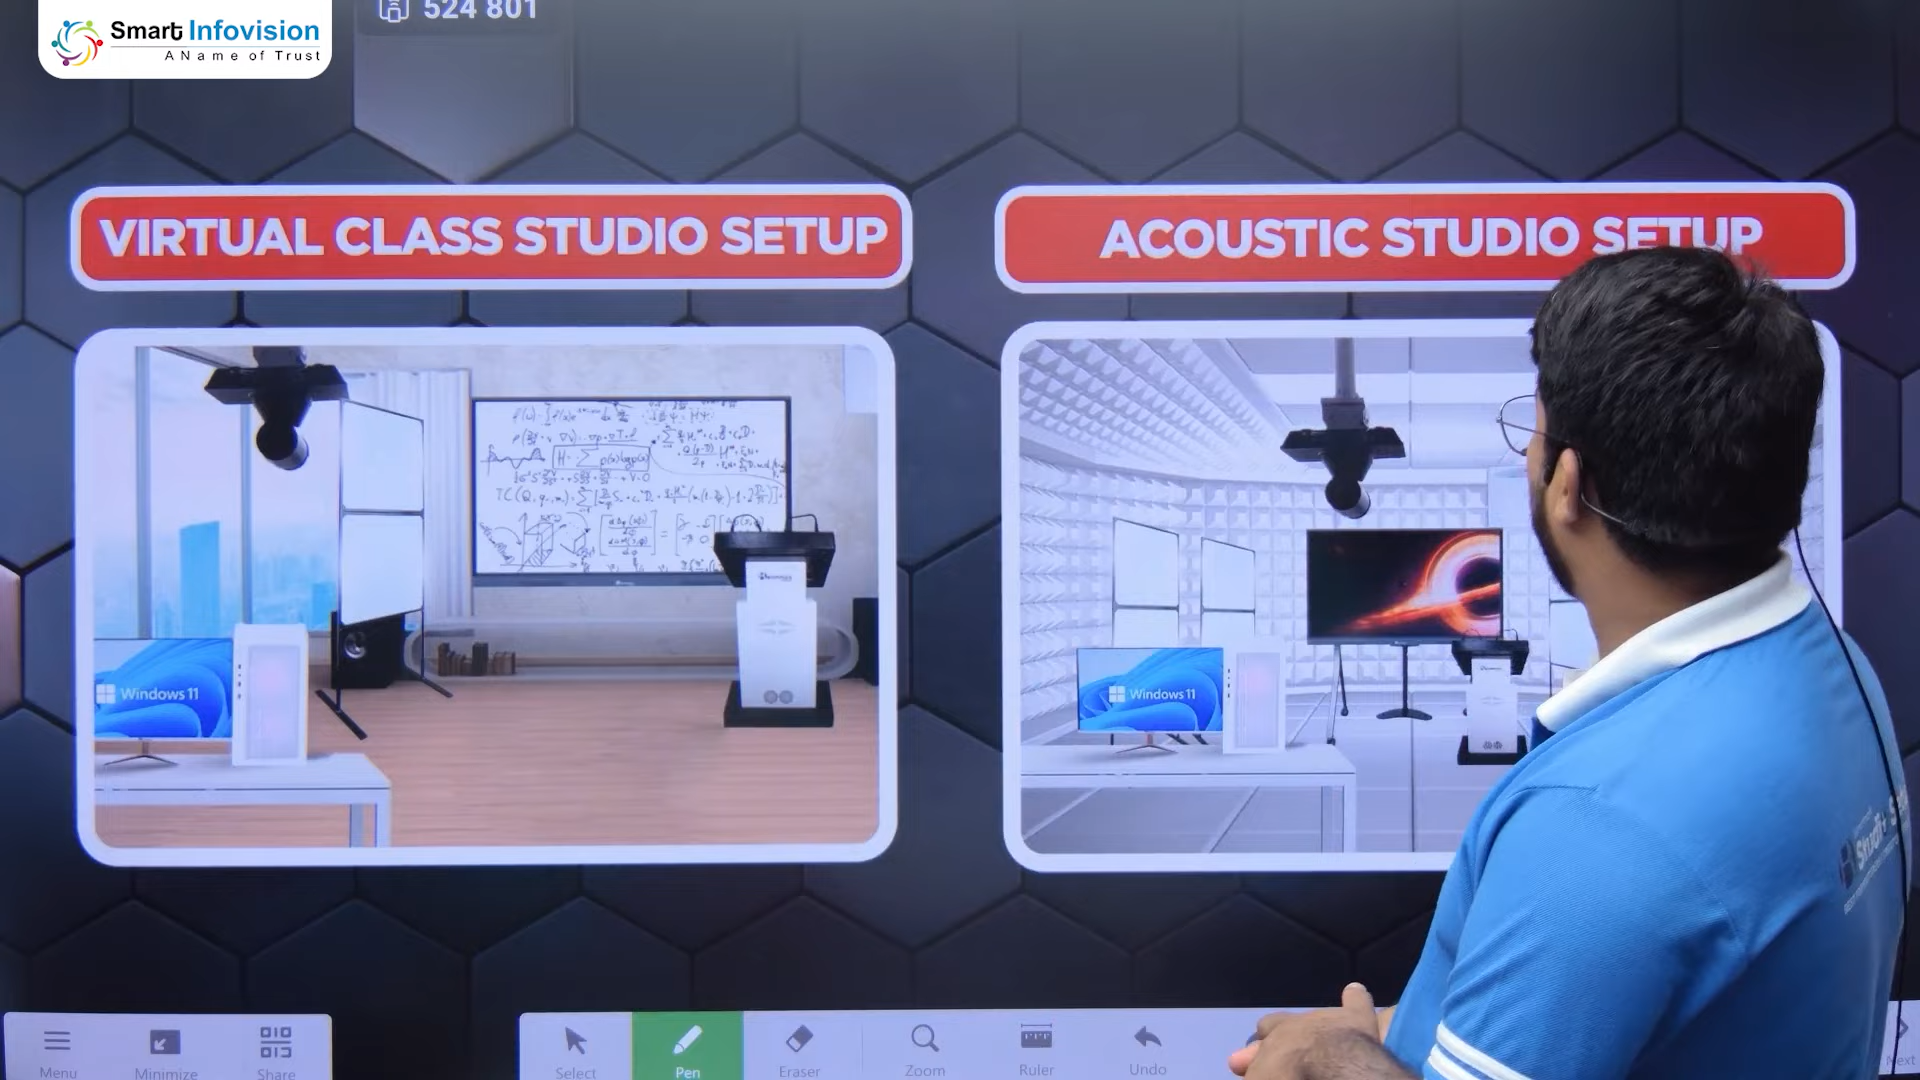 Smart Infovision
A Name of Trust
524 801
VIRTUAL CLASS STUDIO SETUP
ACOUSTIC STUDIO SETUP
Windows 11
Windows 11
Menu
Minimize
Share
Select
Pen
Eraser
Zoom
Ruler
Undo
Next